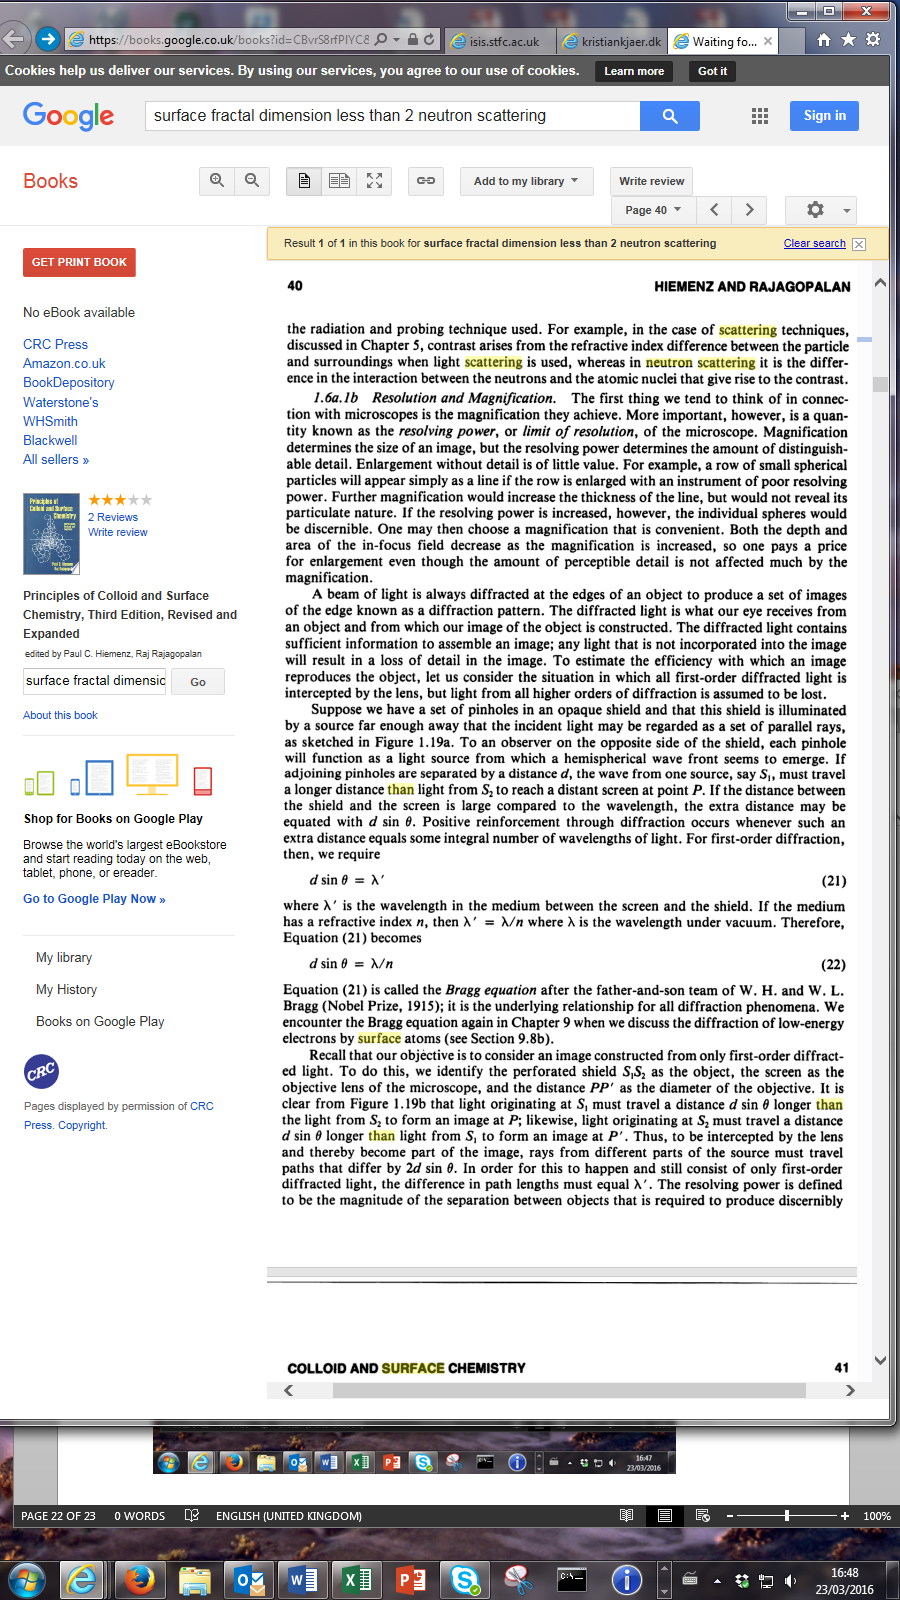 https://books.google.co.uk/books?id=CBvrS8rfPIYC&
isis.stfc.ac.uk
kristiankjaer.dk
Waiting fo...
Cookies help us deliver our services. By using our services, you agree to our use of cookies.
Learn more
Got it
Google
surface fractal dimension less than 2 neutron scattering
Sign in
Books
Add to my library
Write review
Page 40
Result 1 of 1 in this book for surface fractal dimension less than 2 neutron scattering
Clear search
GET PRINT BOOK
No eBook available
CRC Press
Amazon.co.uk
BookDepository
Waterstone's
WHSmith
Blackwell
All sellers »
Principles of
Colloid and Surface
Chemistry
2 Reviews
Write review
Principles of Colloid and Surface
Chemistry, Third Edition, Revised and
Expanded
edited by Paul C. Hiemenz, Raj Rajagopalan
surface fractal dimensic
Go
About this book
Shop for Books on Google Play
Browse the world's largest eBookstore
and start reading today on the web,
tablet, phone, or ereader.
Go to Google Play Now »
My library
My History
Books on Google Play
CRC
Pages displayed by permission of CRC
Press. Copyright.
40
HIEMENZ AND RAJAGOPALAN
the radiation and probing technique used. For example, in the case of scattering techniques,
discussed in Chapter 5, contrast arises from the refractive index difference between the particle
and surroundings when light scattering is used, whereas in neutron scattering it is the differ-
ence in the interaction between the neutrons and the atomic nuclei that give rise to the contrast.
1.6a.1b Resolution and Magnification. The first thing we tend to think of in connec-
tion with microscopes is the magnification they achieve. More important, however, is a quan-
tity known as the resolving power, or limit of resolution, of the microscope. Magnification
determines the size of an image, but the resolving power determines the amount of distinguish-
able detail. Enlargement without detail is of little value. For example, a row of small spherical
particles will appear simply as a line if the row is enlarged with an instrument of poor resolving
power. Further magnification would increase the thickness of the line, but would not reveal its
particulate nature. If the resolving power is increased, however, the individual spheres would
be discernible. One may then choose a magnification that is convenient. Both the depth and
area of the in-focus field decrease as the magnification is increased, so one pays a price
for enlargement even though the amount of perceptible detail is not affected much by the
magnification.
A beam of light is always diffracted at the edges of an object to produce a set of images
of the edge known as a diffraction pattern. The diffracted light is what our eye receives from
an object and from which our image of the object is constructed. The diffracted light contains
sufficient information to assemble an image; any light that is not incorporated into the image
will result in a loss of detail in the image. To estimate the efficiency with which an image
reproduces the object, let us consider the situation in which all first-order diffracted light is
intercepted by the lens, but light from all higher orders of diffraction is assumed to be lost.
Suppose we have a set of pinholes in an opaque shield and that this shield is illuminated
by a source far enough away that the incident light may be regarded as a set of parallel rays,
as sketched in Figure 1.19a. To an observer on the opposite side of the shield, each pinhole
will function as a light source from which a hemispherical wave front seems to emerge. If
adjoining pinholes are separated by a distance d, the wave from one source, say S₁, must travel
a longer distance than light from S₂ to reach a distant screen at point P. If the distance between
the shield and the screen is large compared to the wavelength, the extra distance may be
equated with d sin θ. Positive reinforcement through diffraction occurs whenever such an
extra distance equals some integral number of wavelengths of light. For first-order diffraction,
then, we require
d sin θ = λ′ (21)
where λ′ is the wavelength in the medium between the screen and the shield. If the medium
has a refractive index n, then λ′ = λ/n where λ is the wavelength under vacuum. Therefore,
Equation (21) becomes
d sin θ = λ/n (22)
Equation (21) is called the Bragg equation after the father-and-son team of W. H. and W. L.
Bragg (Nobel Prize, 1915); it is the underlying relationship for all diffraction phenomena. We
encounter the Bragg equation again in Chapter 9 when we discuss the diffraction of low-energy
electrons by surface atoms (see Section 9.8b).
Recall that our objective is to consider an image constructed from only first-order diffract-
ed light. To do this, we identify the perforated shield S₁S₂ as the object, the screen as the
objective lens of the microscope, and the distance PP′ as the diameter of the objective. It is
clear from Figure 1.19b that light originating at S₁ must travel a distance d sin θ longer than
the light from S₂ to form an image at P; likewise, light originating at S₂ must travel a distance
d sin θ longer than light from S₁ to form an image at P′. Thus, to be intercepted by the lens
and thereby become part of the image, rays from different parts of the source must travel
paths that differ by 2d sin θ. In order for this to happen and still consist of only first-order
diffracted light, the difference in path lengths must equal λ′. The resolving power is defined
to be the magnitude of the separation between objects that is required to produce discernibly
COLLOID AND SURFACE CHEMISTRY
41
16:47
23/03/2016
PAGE 22 OF 23
0 WORDS
ENGLISH (UNITED KINGDOM)
100%
16:48
23/03/2016